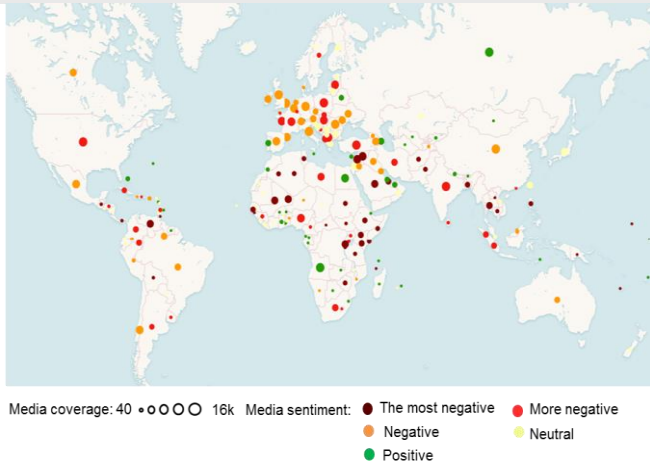 Media coverage: 40 16k Media sentiment: The most negative More negative
Negative Neutral
Positive